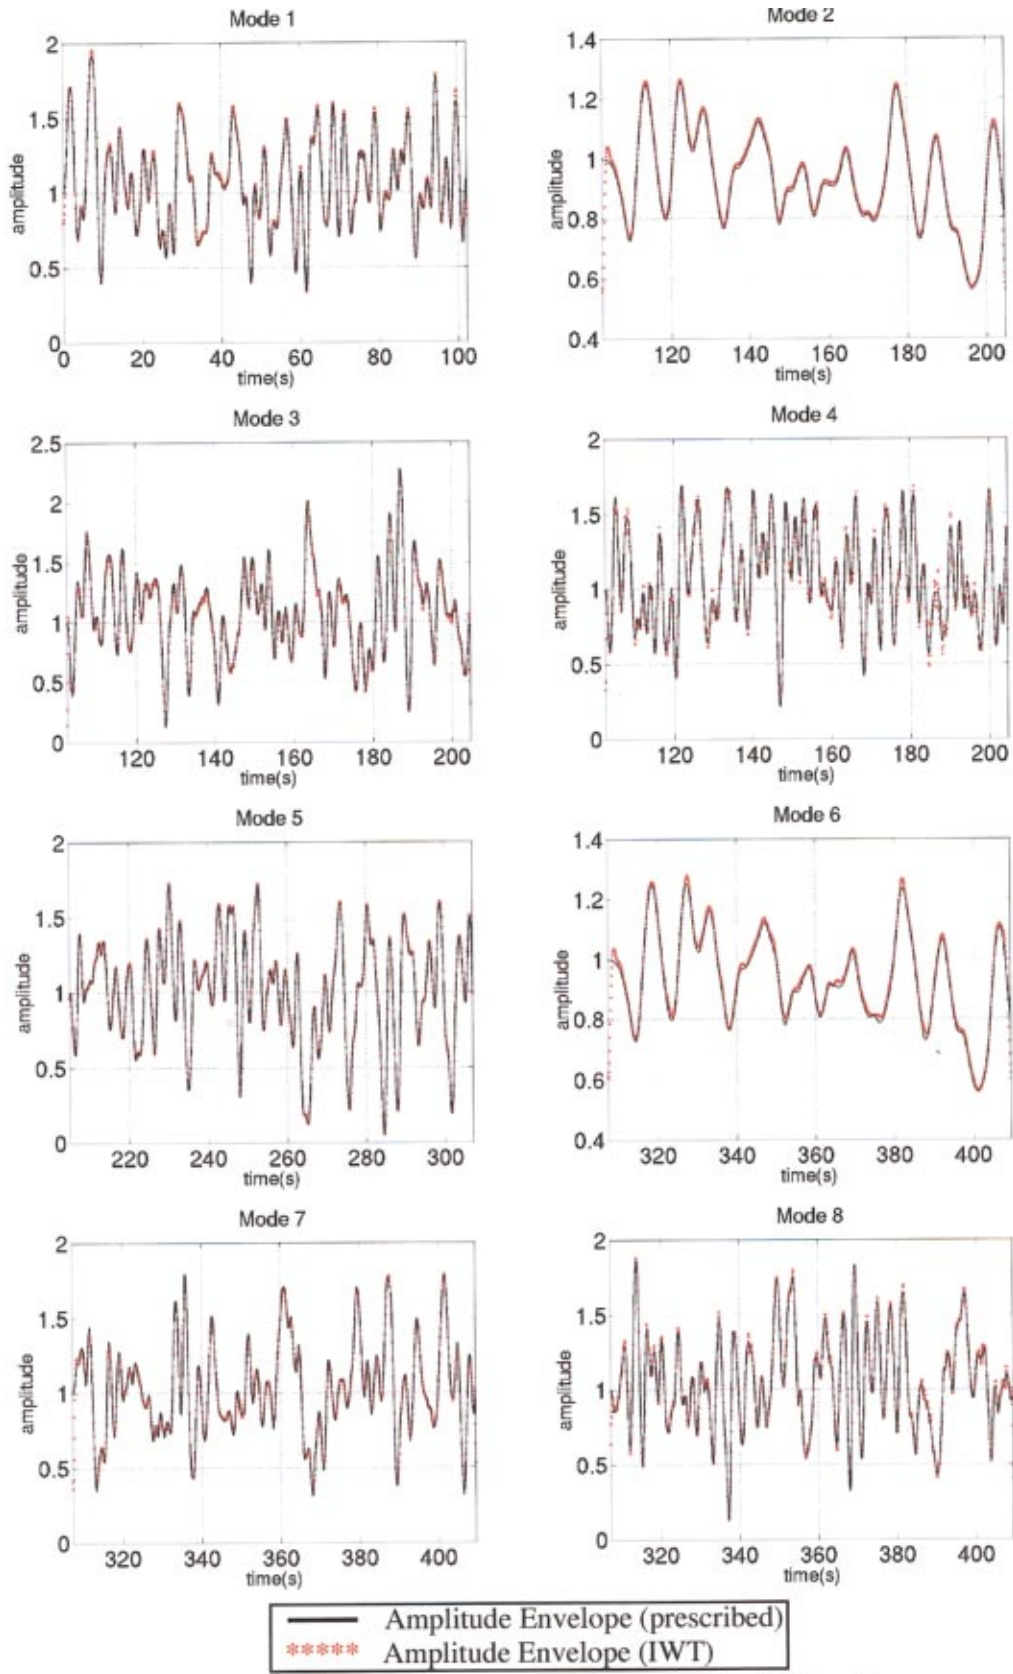 Mode 1
2
1.5
1
0.5
0
amplitude
0 20 40 60 80 100
time(s)
Mode 2
1.4
1.2
1
0.8
0.6
0.4
amplitude
120 140 160 180 200
time(s)
Mode 3
2.5
2
1.5
1
0.5
0
amplitude
120 140 160 180 200
time(s)
Mode 4
2
1.5
1
0.5
0
amplitude
120 140 160 180 200
time(s)
Mode 5
2
1.5
1
0.5
0
amplitude
220 240 260 280 300
time(s)
Mode 6
1.4
1.2
1
0.8
0.6
0.4
amplitude
320 340 360 380 400
time(s)
Mode 7
2
1.5
1
0.5
0
amplitude
320 340 360 380 400
time(s)
Mode 8
2
1.5
1
0.5
0
amplitude
320 340 360 380 400
time(s)
Amplitude Envelope (prescribed)
***** Amplitude Envelope (IWT)